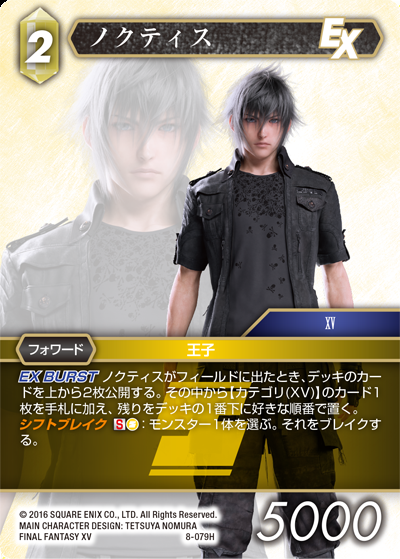 2
ノクティス
EX
XV
フォワード
王子
EX BURST ノクティスがフィールドに出たとき、デッキのカー
ドを上から2枚公開する。その中から【カテゴリ(XV)】のカード1
枚を手札に加え、残りをデッキの1番下に好きな順番で置く。
シフトブレイク S : モンスター1体を選ぶ。それをブレイクす
る。
© 2016 SQUARE ENIX CO., LTD. All Rights Reserved.
MAIN CHARACTER DESIGN: TETSUYA NOMURA
FINAL FANTASY XV 8-079H
5000